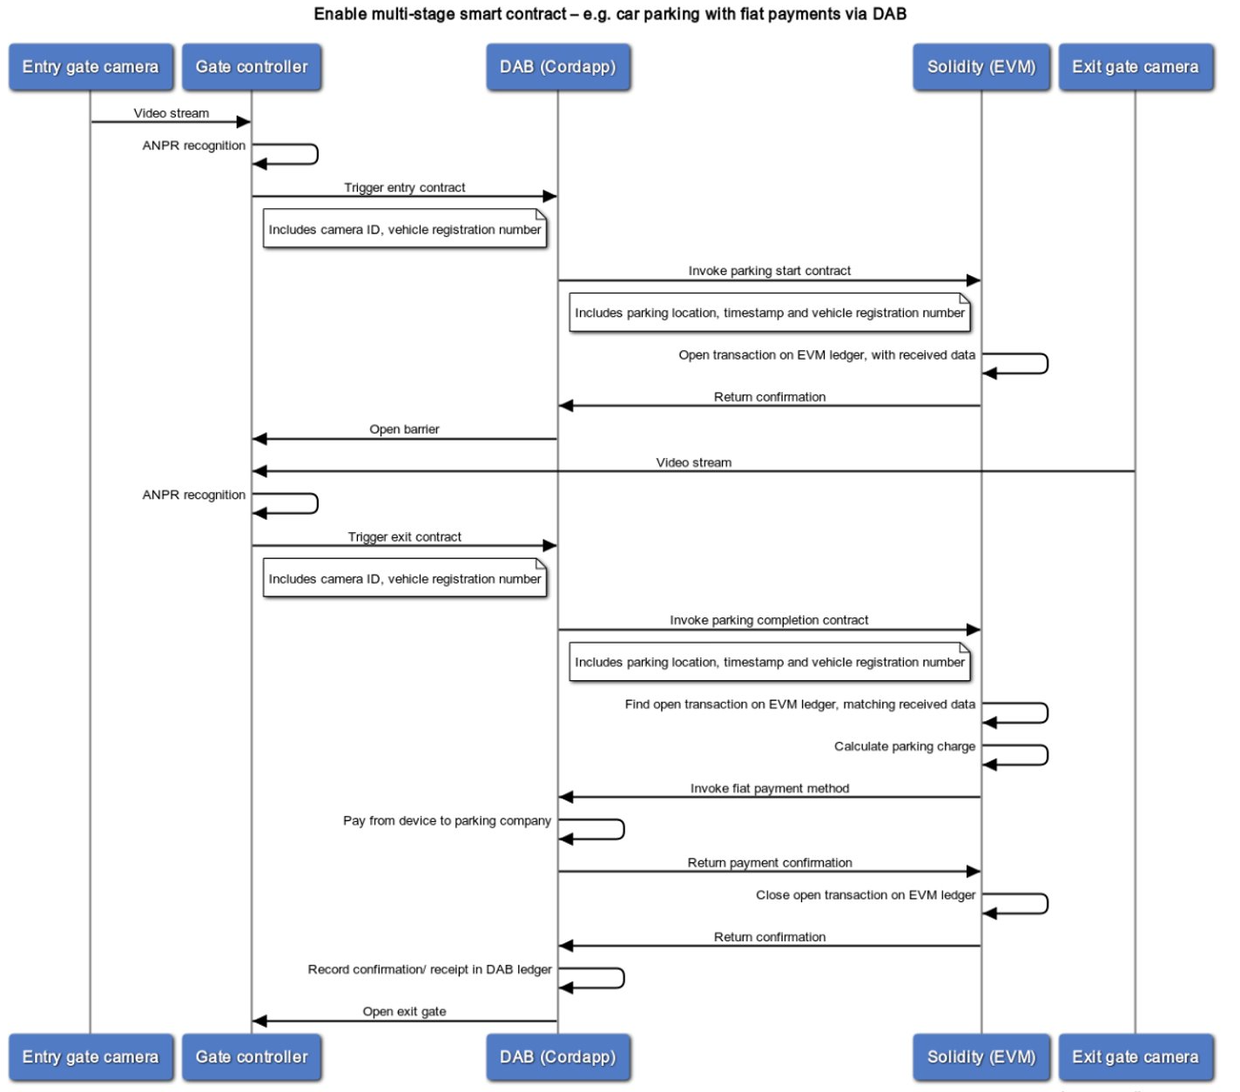 Enable multi-stage smart contract – e.g. car parking with fiat payments via DAB
Entry gate camera
Gate controller
DAB (Cordapp)
Solidity (EVM)
Exit gate camera
Video stream
ANPR recognition
Trigger entry contract
Includes camera ID, vehicle registration number
Invoke parking start contract
Includes parking location, timestamp and vehicle registration number
Open transaction on EVM ledger, with received data
Return confirmation
Open barrier
Video stream
ANPR recognition
Trigger exit contract
Includes camera ID, vehicle registration number
Invoke parking completion contract
Includes parking location, timestamp and vehicle registration number
Find open transaction on EVM ledger, matching received data
Calculate parking charge
Invoke fiat payment method
Pay from device to parking company
Return payment confirmation
Close open transaction on EVM ledger
Return confirmation
Record confirmation/ receipt in DAB ledger
Open exit gate
Entry gate camera
Gate controller
DAB (Cordapp)
Solidity (EVM)
Exit gate camera